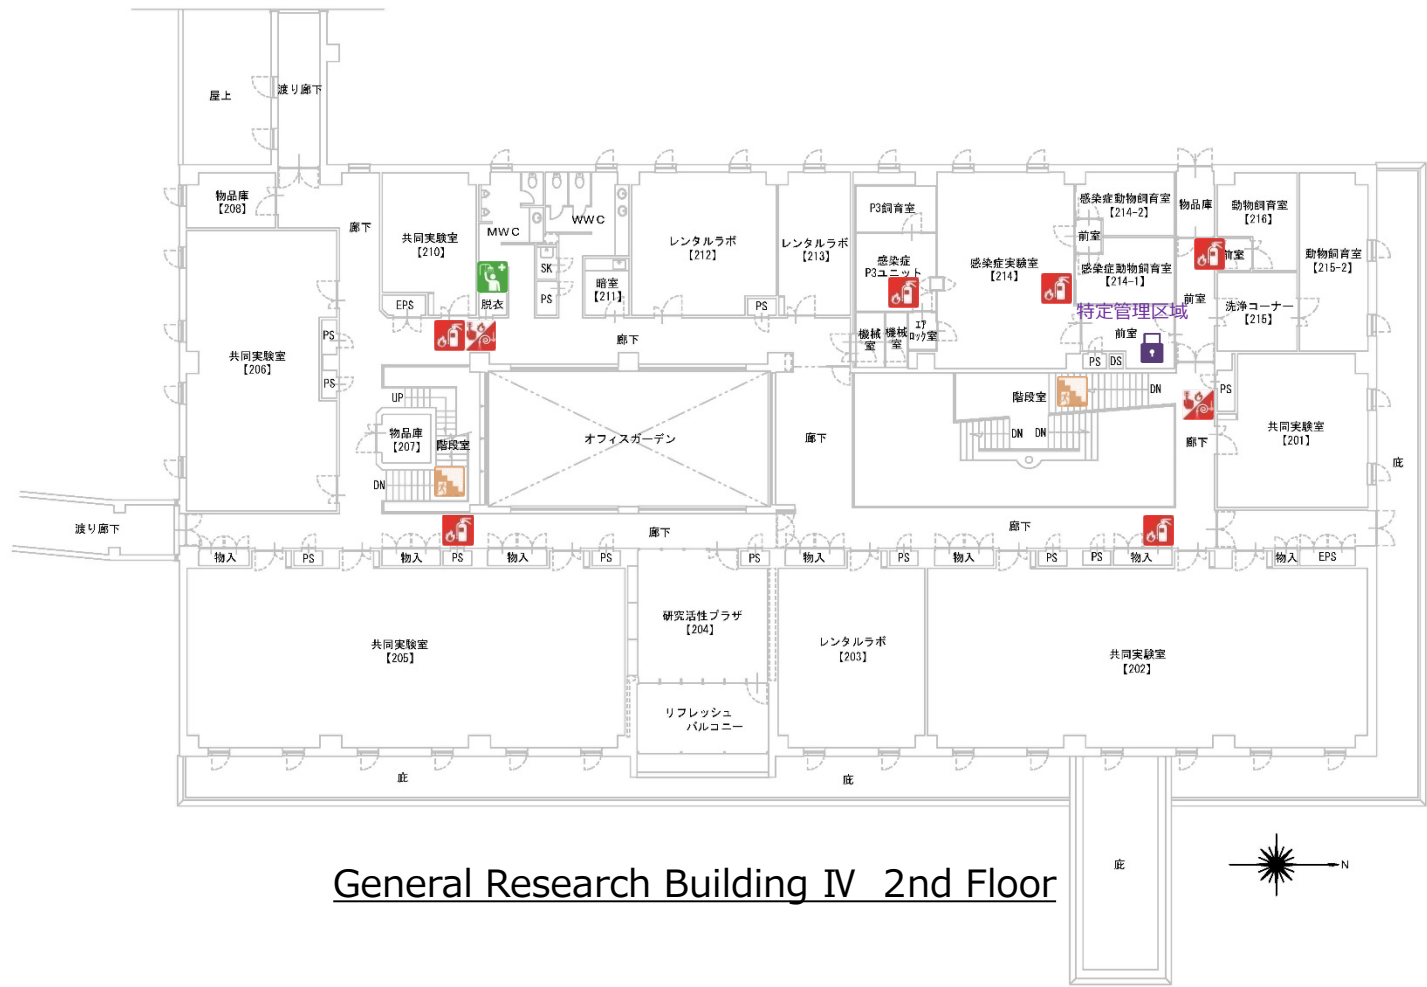 渡り廊下
屋上
物品庫
【208】
廊下
共同実験室
【210】
EPS
MWC
脱衣
WWC
SK
PS
暗室
【211】
レンタルラボ
【212】
PS
レンタルラボ
【213】
P3飼育室
感染症
P3ユニット
機械
室
機械
室
エア
ロック室
感染症実験室
【214】
感染症動物飼育室
【214-2】
前室
感染症動物飼育室
【214-1】
特定管理区域
前室
PS
DS
物品庫
前室
前室
動物飼育室
【216】
動物飼育室
【215-2】
洗浄コーナー
【215】
共同実験室
【206】
PS
PS
廊下
UP
物品庫
【207】
階段室
DN
オフィスガーデン
廊下
階段室
DN
DN
DN
PS
廊下
共同実験室
【201】
庇
渡り廊下
廊下
廊下
物入
PS
物入
PS
物入
PS
PS
物入
PS
物入
PS
PS
物入
物入
EPS
共同実験室
【205】
研究活性プラザ
【204】
リフレッシュ
バルコニー
レンタルラボ
【203】
共同実験室
【202】
庇
庇
庇
N
General Research Building Ⅳ 2nd Floor